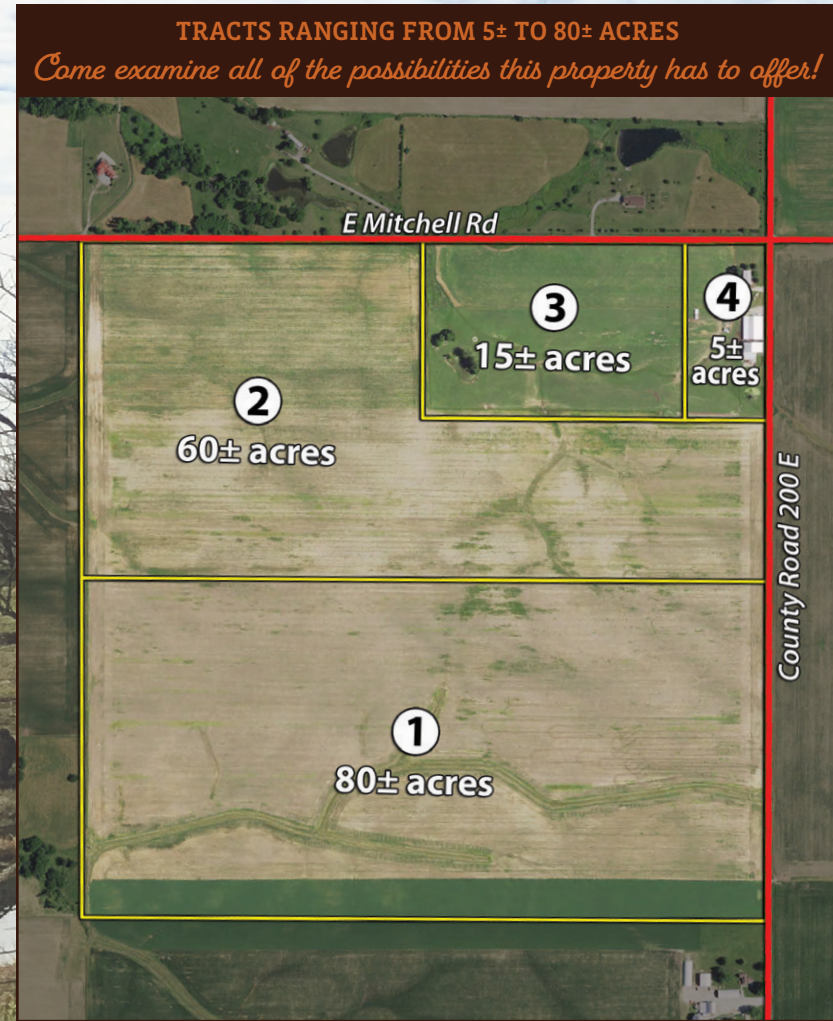 TRACTS RANGING FROM 5± TO 80± ACRES
Come examine all of the possibilities this property has to offer!
E Mitchell Rd
3
15± acres
4
5±
acres
2
60± acres
County Road 200 E
1
80± acres